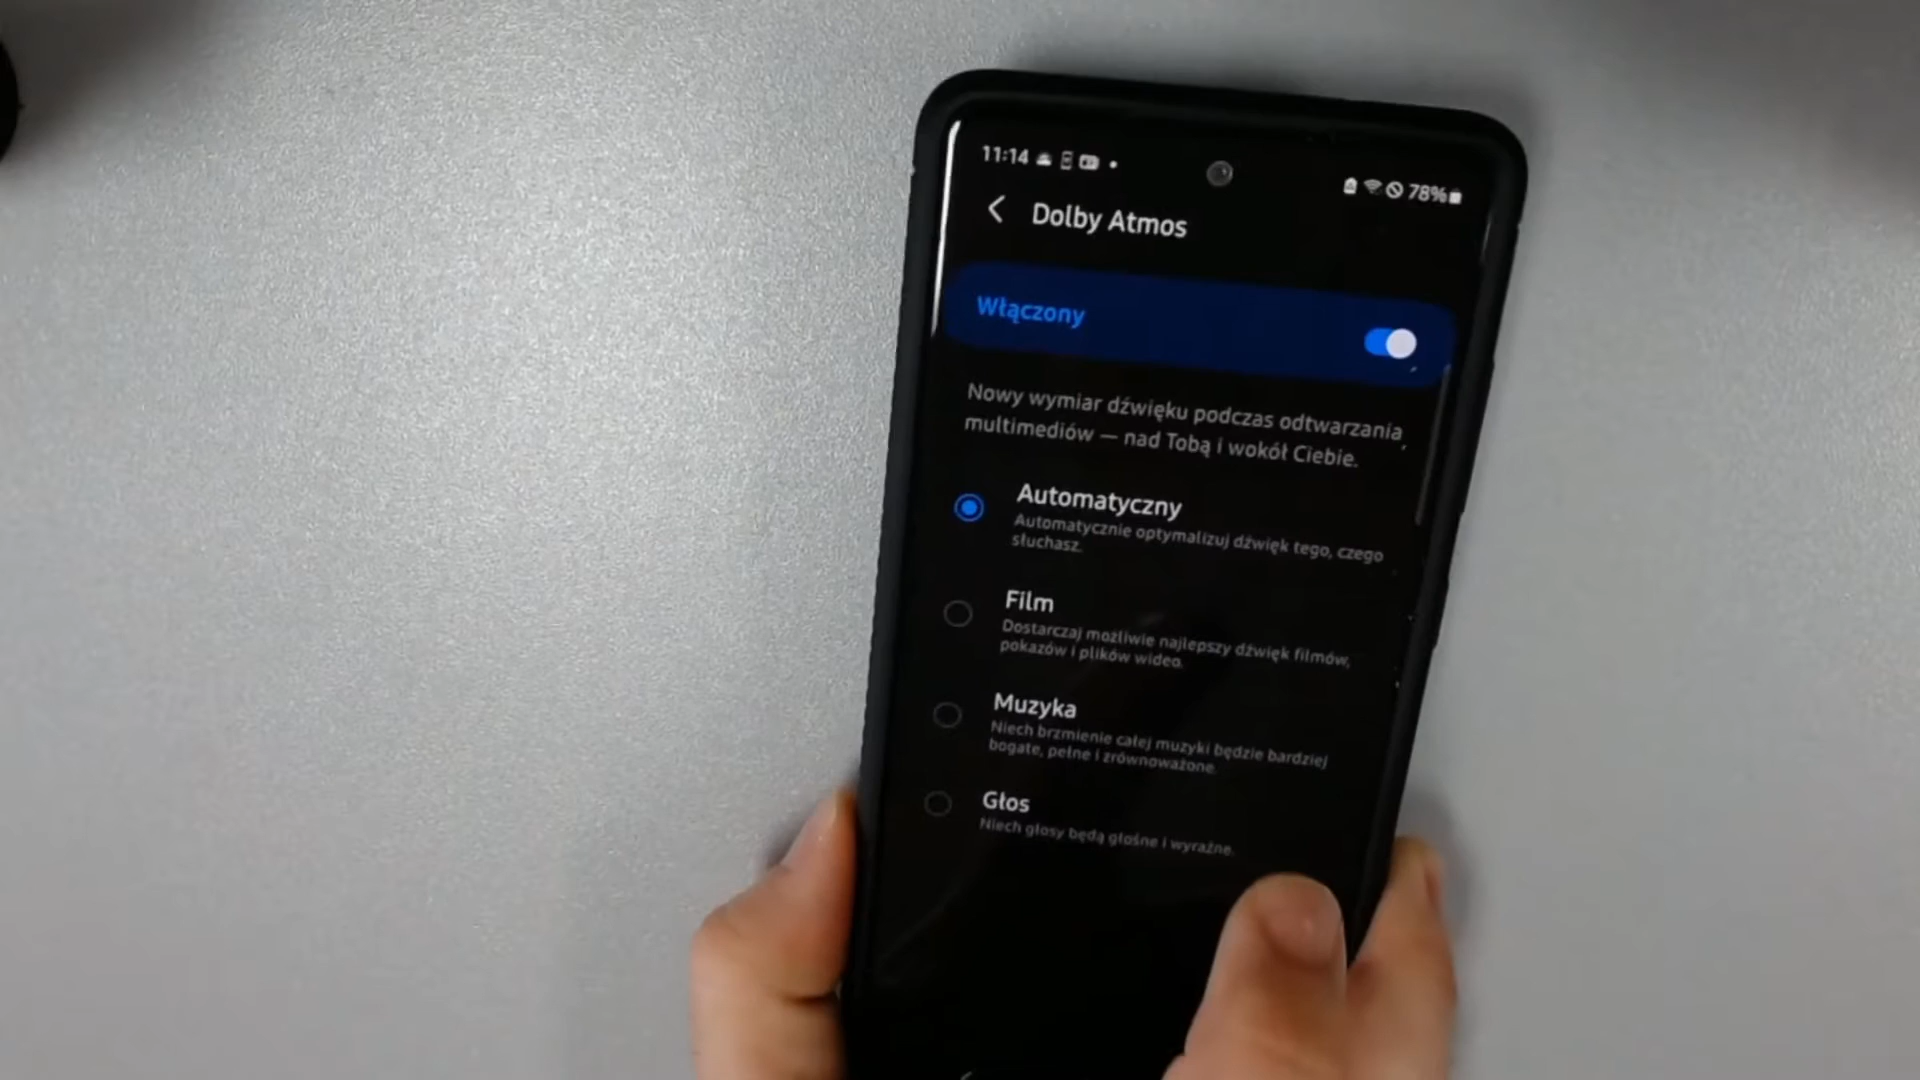 11:14
78%
Dolby Atmos
Włączony
Nowy wymiar dźwięku podczas odtwarzania
multimediów — nad Tobą i wokół Ciebie.
Automatyczny
Automatycznie optymalizuj dźwięk tego, czego
słuchasz.
Film
Dostarczaj możliwie najlepszy dźwięk filmów,
pokazów i plików wideo.
Muzyka
Niech brzmienie całej muzyki będzie bardziej
bogate, pełne i zrównoważone.
Głos
Niech głosy będą głośne i wyraźne.